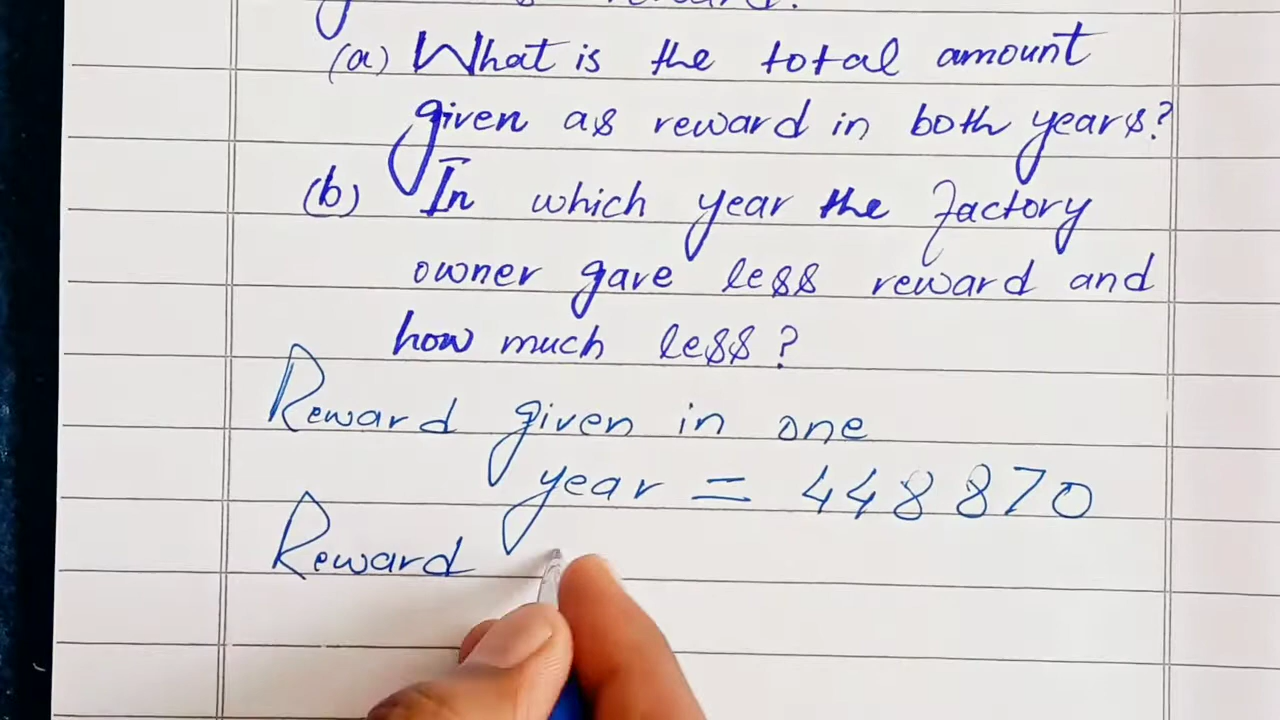 (a) What is the total amount
given as reward in both years?
(b) In which year the factory
owner gave less reward and
how much less?
Reward given in one
year = 448870
Reward